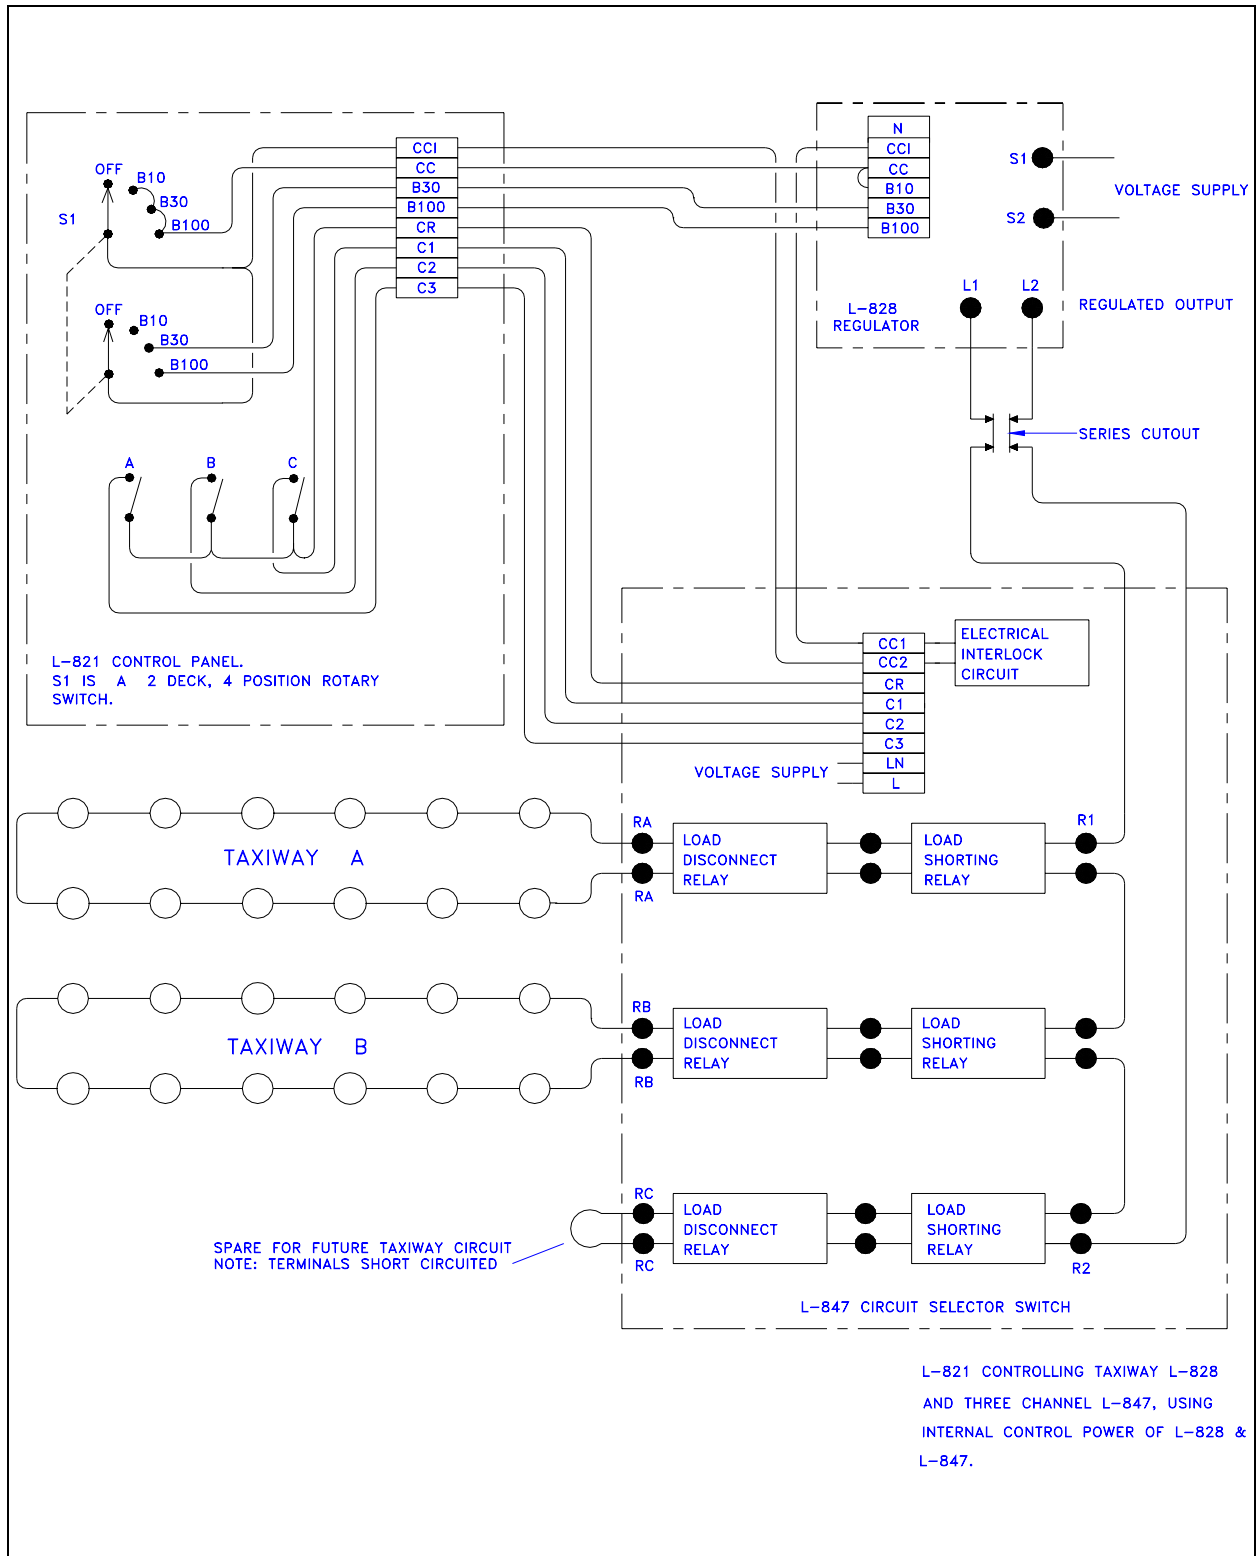 OFF
B10
B30
B100
S1
OFF
B10
B30
B100
CCI
CC
B30
B100
CR
C1
C2
C3
A
B
C
L-821 CONTROL PANEL.
S1 IS A 2 DECK, 4 POSITION ROTARY
SWITCH.
N
CCI
CC
B10
B30
B100
S1
S2
VOLTAGE SUPPLY
L1
L2
L-828
REGULATOR
REGULATED OUTPUT
SERIES CUTOUT
CC1
CC2
CR
C1
C2
C3
LN
L
ELECTRICAL
INTERLOCK
CIRCUIT
VOLTAGE SUPPLY
TAXIWAY A
RA
RA
LOAD
DISCONNECT
RELAY
LOAD
SHORTING
RELAY
R1
TAXIWAY B
RB
RB
LOAD
DISCONNECT
RELAY
LOAD
SHORTING
RELAY
RC
RC
LOAD
DISCONNECT
RELAY
LOAD
SHORTING
RELAY
R2
SPARE FOR FUTURE TAXIWAY CIRCUIT
NOTE: TERMINALS SHORT CIRCUITED
L-847 CIRCUIT SELECTOR SWITCH
L-821 CONTROLLING TAXIWAY L-828
AND THREE CHANNEL L-847, USING
INTERNAL CONTROL POWER OF L-828 &
L-847.